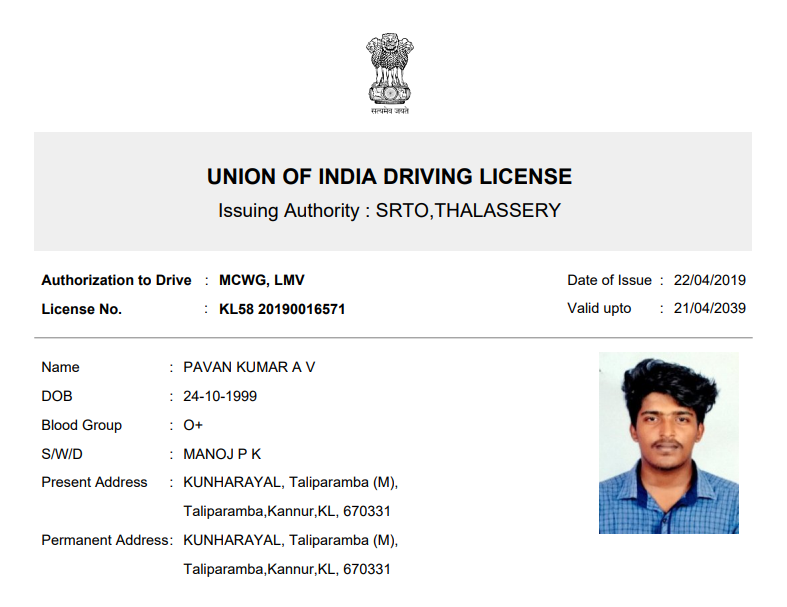 सत्यमेव जयते
UNION OF INDIA DRIVING LICENSE
Issuing Authority : SRTO,THALASSERY
Authorization to Drive : MCWG, LMV Date of Issue : 22/04/2019
License No. : KL58 20190016571 Valid upto : 21/04/2039
Name : PAVAN KUMAR A V
DOB : 24-10-1999
Blood Group : O+
S/W/D : MANOJ P K
Present Address : KUNHARAYAL, Taliparamba (M),
Taliparamba,Kannur,KL, 670331
Permanent Address: KUNHARAYAL, Taliparamba (M),
Taliparamba,Kannur,KL, 670331